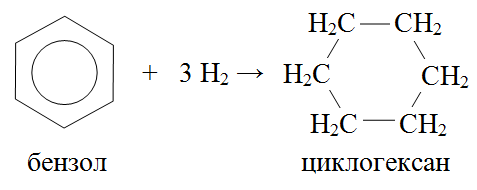 H₂C — CH₂
+ 3 H₂ → H₂C CH₂
H₂C — CH₂
бензол циклогексан